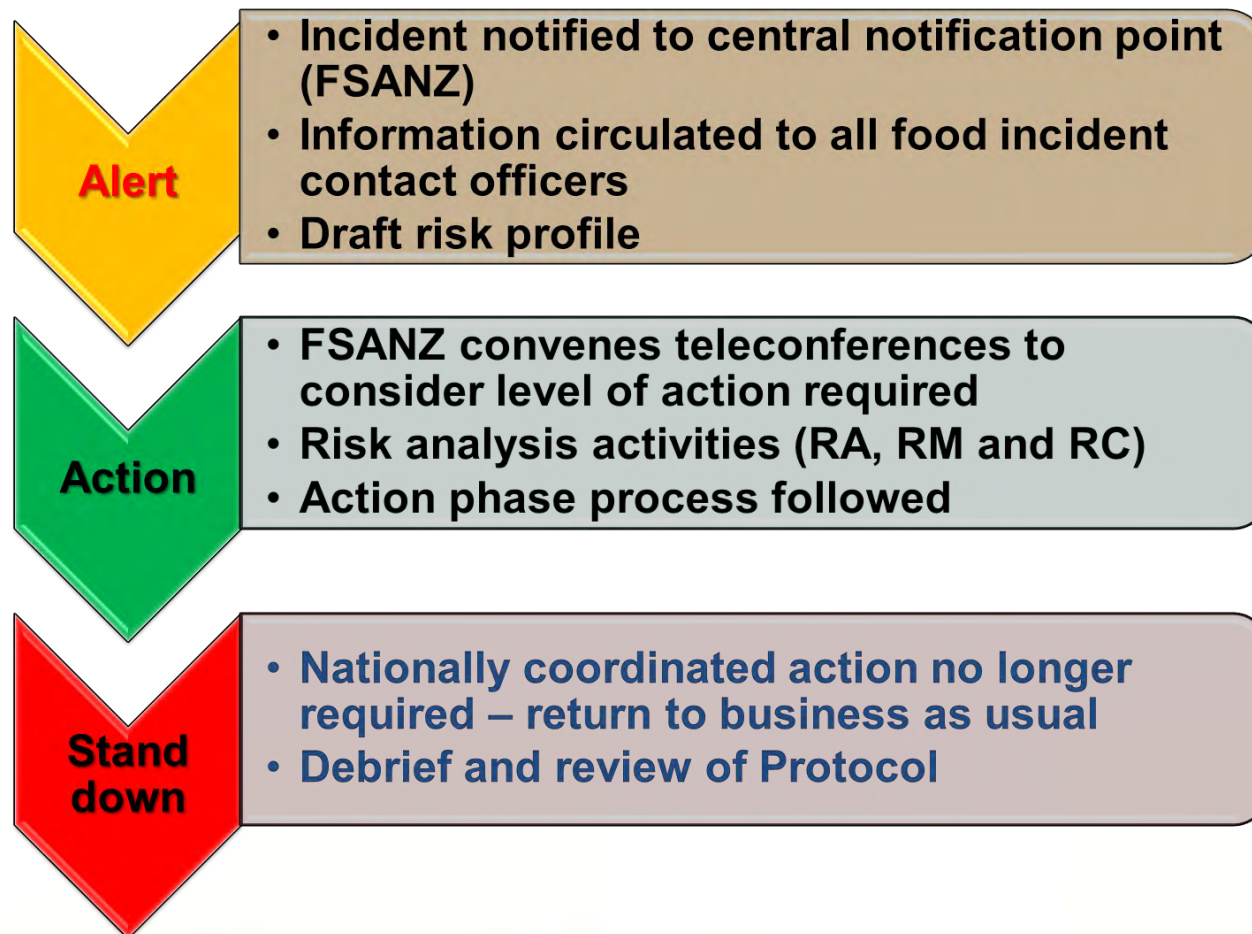 Alert
• Incident notified to central notification point
(FSANZ)
• Information circulated to all food incident
contact officers
• Draft risk profile
Action
• FSANZ convenes teleconferences to
consider level of action required
• Risk analysis activities (RA, RM and RC)
• Action phase process followed
Stand
down
• Nationally coordinated action no longer
required – return to business as usual
• Debrief and review of Protocol